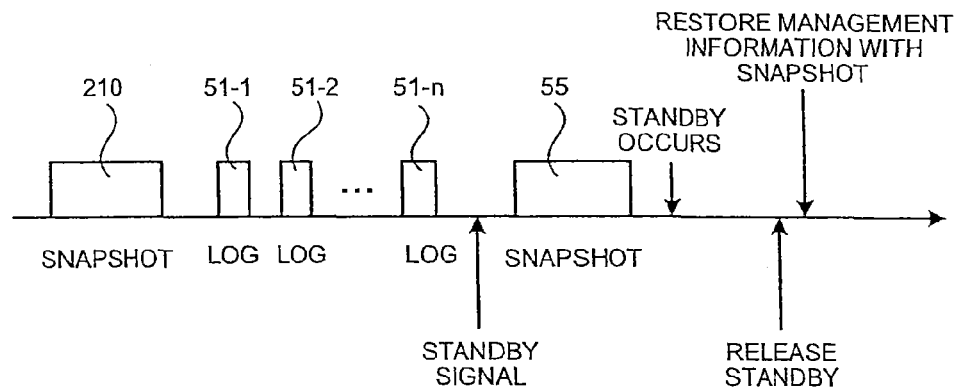 RESTORE MANAGEMENT
INFORMATION WITH
SNAPSHOT
210
51-1
51-2
51-n
55
STANDBY
OCCURS
...
SNAPSHOT
LOG
LOG
LOG
SNAPSHOT
STANDBY
SIGNAL
RELEASE
STANDBY